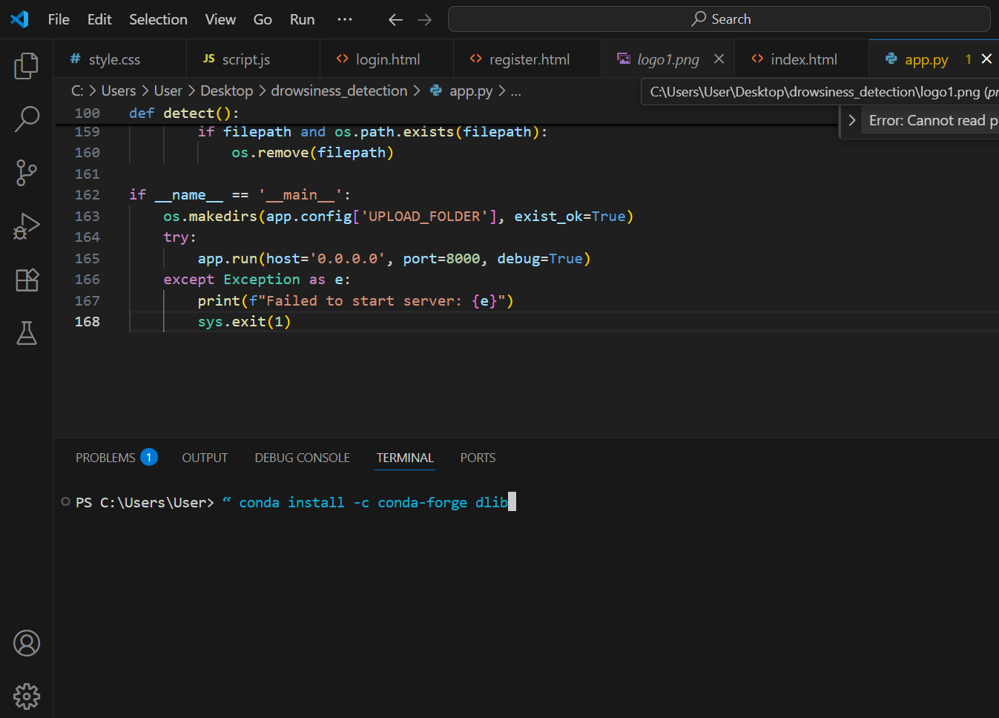 File Edit Selection View Go Run ··· Search
# style.css JS script.js <> login.html <> register.html logo1.png <> index.html app.py 1
C: > Users > User > Desktop > drowsiness_detection > app.py > ...
C:\Users\User\Desktop\drowsiness_detection\logo1.png (pr
Error: Cannot read p
100 def detect():
159 if filepath and os.path.exists(filepath):
160 os.remove(filepath)
161
162 if __name__ == '__main__':
163 os.makedirs(app.config['UPLOAD_FOLDER'], exist_ok=True)
164 try:
165 app.run(host='0.0.0.0', port=8000, debug=True)
166 except Exception as e:
167 print(f"Failed to start server: {e}")
168 sys.exit(1)
PROBLEMS 1 OUTPUT DEBUG CONSOLE TERMINAL PORTS
PS C:\Users\User> “ conda install -c conda-forge dlib